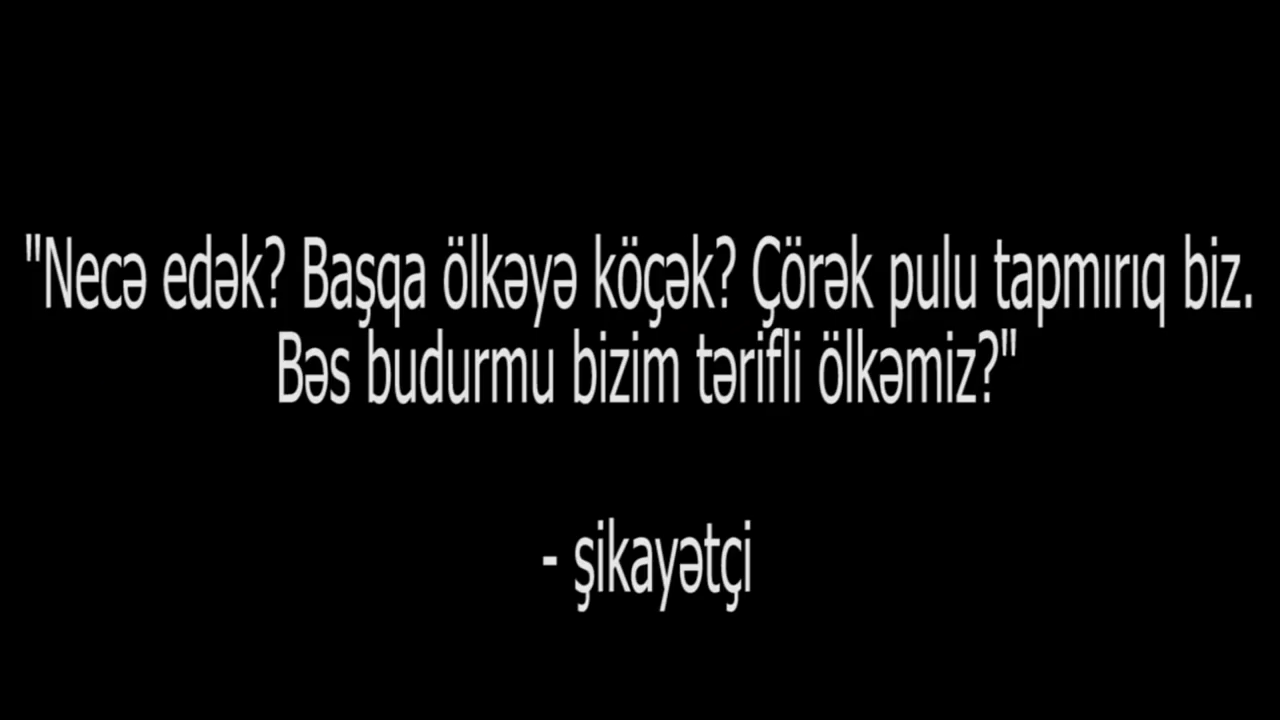 "Necə edək? Başqa ölkəyə köçək? Çörək pulu tapmırıq biz.
Bəs budurmu bizim tərifli ölkəmiz?"
- şikayətçi